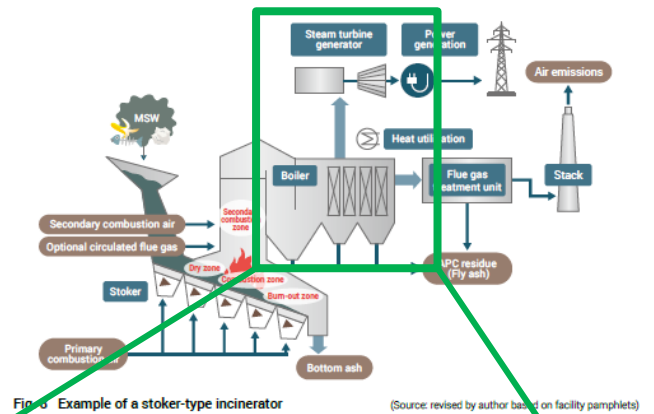 Steam turbine
generator
Power
generation
Air emissions
MSW
Heat utilization
Boiler
Flue gas
treatment unit
Stack
Secondary combustion air
Secondary
combustion
zone
Optional circulated flue gas
Dry zone
Combustion zone
APC residue
(Fly ash)
Stoker
Burn-out zone
Primary
combustion air
Bottom ash
Example of a stoker-type incinerator
(Source: revised by author based on facility pamphlets)